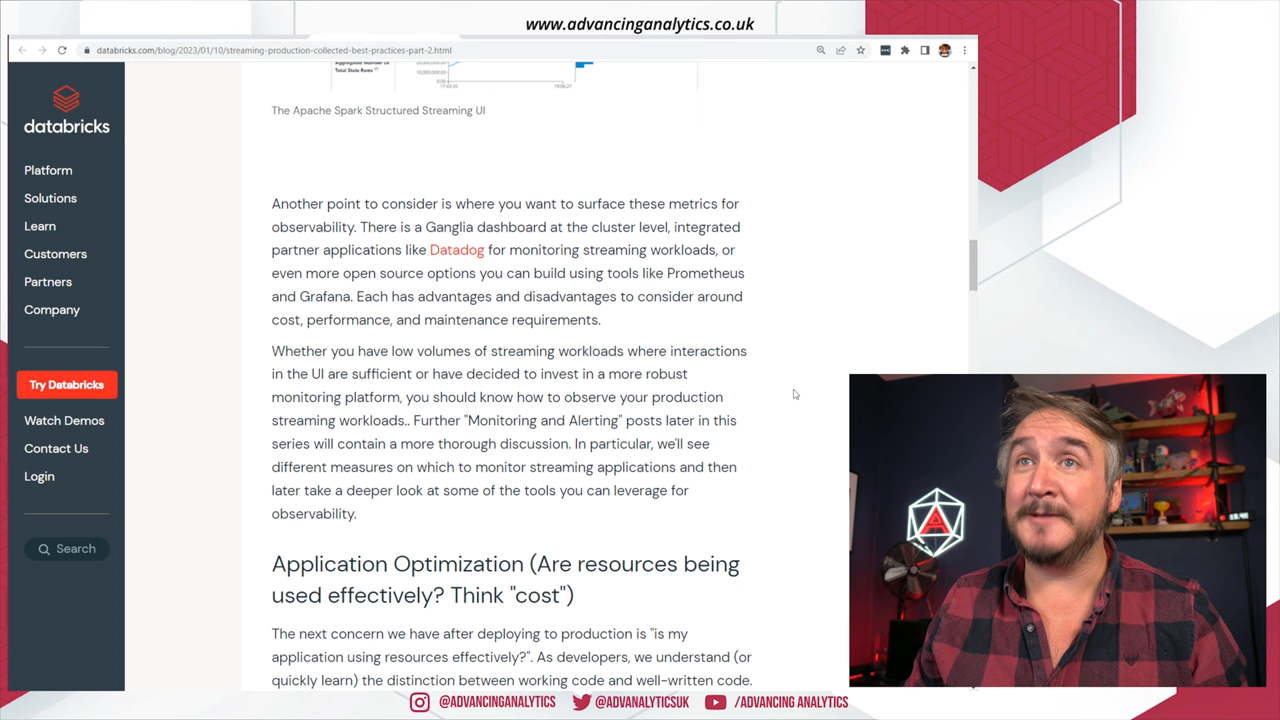 www.advancinganalytics.co.uk
databricks.com/blog/2023/01/10/streaming-production-collected-best-practices-part-2.html
databricks
Platform
Solutions
Learn
Customers
Partners
Company
Try Databricks
Watch Demos
Contact Us
Login
Search
Total State Rows
The Apache Spark Structured Streaming UI
Another point to consider is where you want to surface these metrics for
observability. There is a Ganglia dashboard at the cluster level, integrated
partner applications like Datadog for monitoring streaming workloads, or
even more open source options you can build using tools like Prometheus
and Grafana. Each has advantages and disadvantages to consider around
cost, performance, and maintenance requirements.
Whether you have low volumes of streaming workloads where interactions
in the UI are sufficient or have decided to invest in a more robust
monitoring platform, you should know how to observe your production
streaming workloads.. Further "Monitoring and Alerting" posts later in this
series will contain a more thorough discussion. In particular, we'll see
different measures on which to monitor streaming applications and then
later take a deeper look at some of the tools you can leverage for
observability.
Application Optimization (Are resources being
used effectively? Think "cost")
The next concern we have after deploying to production is "is my
application using resources effectively?". As developers, we understand (or
quickly learn) the distinction between working code and well-written code.
@ADVANCINGANALYTICS
@ADVANALYTICSUK
/ADVANCING ANALYTICS